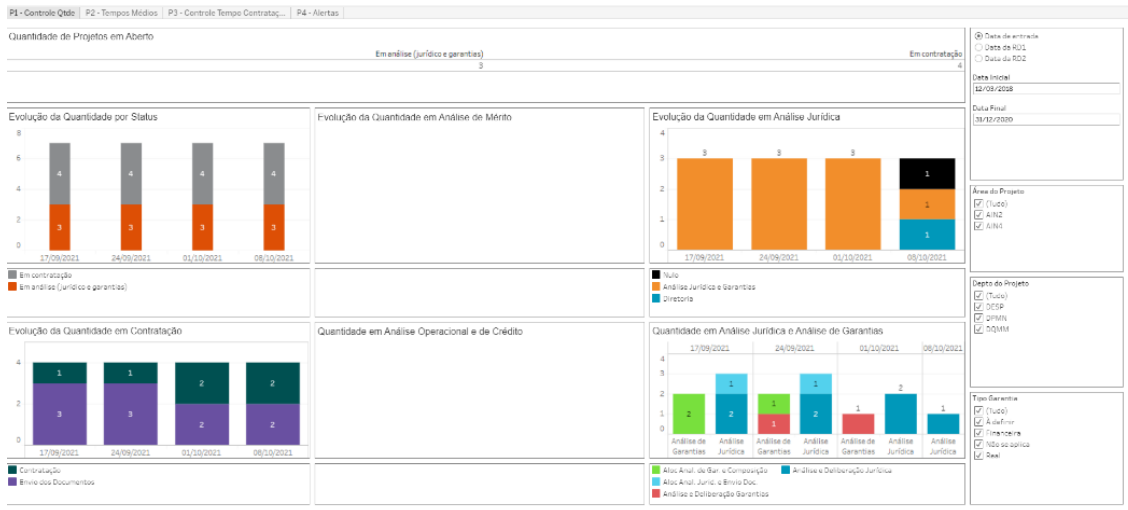 P1 - Controle Qtde P2 - Tempos Médios P3 - Controle Tempo Contrataç... P4 - Alertas
Quantidade de Projetos em Aberto
Em análise (jurídico e garantias) Em contratação
3 4
Data de entrada
Data da RD1
Data da RD2
Data Inicial
12/03/2018
Data Final
31/12/2020
Evolução da Quantidade por Status
8
6
4
2
0
4 4 4 4
3 3 3 3
17/09/2021 24/09/2021 01/10/2021 08/10/2021
Em contratação
Em análise (jurídico e garantias)
Evolução da Quantidade em Análise de Mérito
Evolução da Quantidade em Análise Jurídica
4
3
2
1
0
3 3 3
1
1
1
17/09/2021 24/09/2021 01/10/2021 08/10/2021
Nulo
Análise Jurídica e Garantias
Diretoria
Área do Projeto
(Tudo)
AIN2
AIN4
Depto do Projeto
(Tudo)
DESP
DPMN
DQMM
Evolução da Quantidade em Contratação
4
2
0
1 1 2 2
3 3 2 2
17/09/2021 24/09/2021 01/10/2021 08/10/2021
Contratação
Envio dos Documentos
Quantidade em Análise Operacional e de Crédito
Quantidade em Análise Jurídica e Análise de Garantias
17/09/2021 24/09/2021 01/10/2021 08/10/2021
4
3
2
1
0
2 1 2 1 1 1 2 1 2 1
Análise de Garantias Análise Jurídica Análise de Garantias Análise Jurídica Análise de Garantias Análise Jurídica Análise Jurídica
Aloc Anal. de Gar. e Composição Análise e Deliberação Jurídica
Aloc Anal. Juríd. e Envio Doc.
Análise e Deliberação Garantias
Tipo Garantia
(Tudo)
À definir
Financeira
Não se aplica
Real